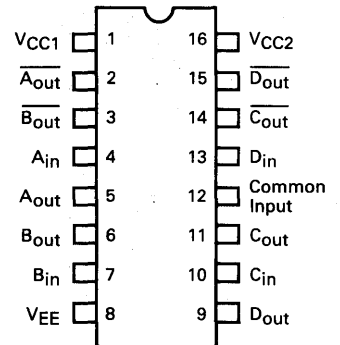 VCC1 1 16 VCC2
Aout 2 15 Dout
Bout 3 14 Cout
Ain 4 13 Din
Aout 5 12 Common Input
Bout 6 11 Cout
Bin 7 10 Cin
VEE 8 9 Dout